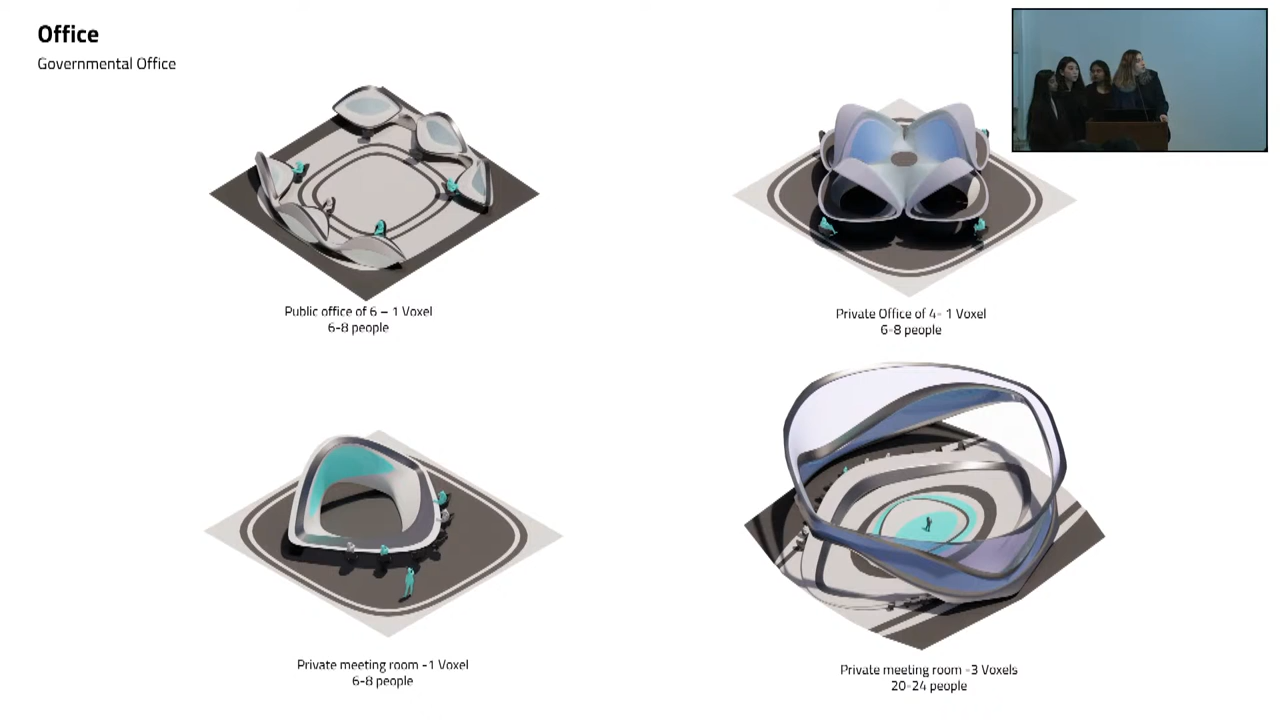 Office
Governmental Office
Public office of 6 – 1 Voxel
6-8 people
Private Office of 4- 1 Voxel
6-8 people
Private meeting room -1 Voxel
6-8 people
Private meeting room -3 Voxels
20-24 people